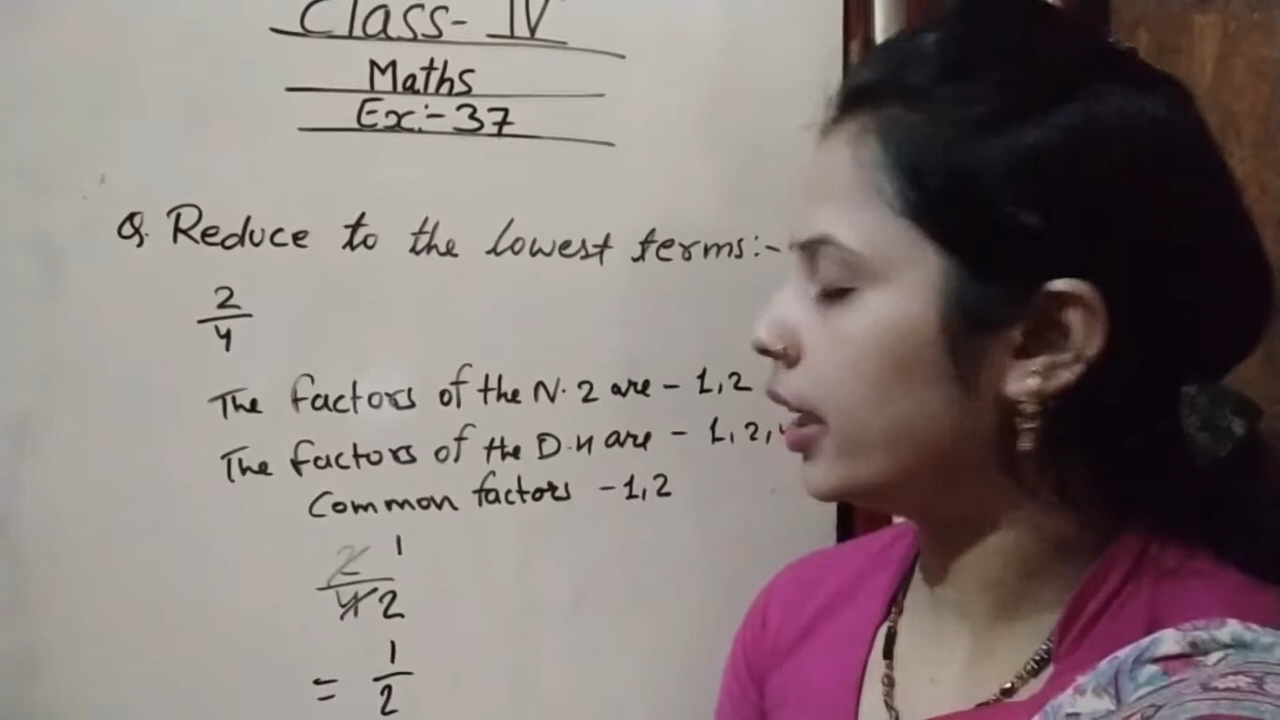 Class- IV
Maths
Ex:- 37
Q. Reduce to the lowest terms:-
2
4
The factors of the N. 2 are - 1,2
The factors of the D.4 are - 1,2,
Common factors - 1,2
2 1
4 2
= 1
2